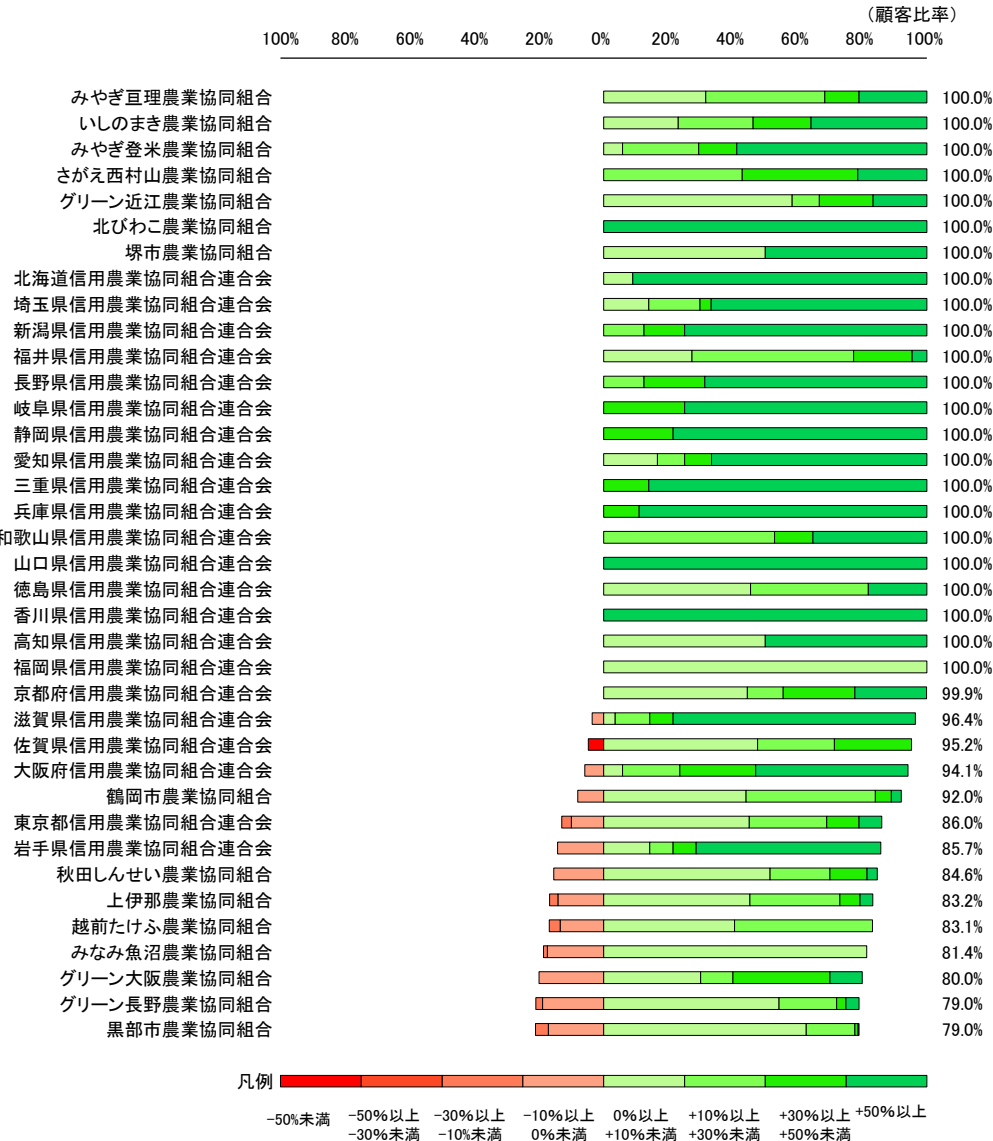 (顧客比率)
100% 80% 60% 40% 20% 0% 20% 40% 60% 80% 100%
みやぎ亘理農業協同組合 100.0%
いしのまき農業協同組合 100.0%
みやぎ登米農業協同組合 100.0%
さがえ西村山農業協同組合 100.0%
グリーン近江農業協同組合 100.0%
北びわこ農業協同組合 100.0%
堺市農業協同組合 100.0%
北海道信用農業協同組合連合会 100.0%
埼玉県信用農業協同組合連合会 100.0%
新潟県信用農業協同組合連合会 100.0%
福井県信用農業協同組合連合会 100.0%
長野県信用農業協同組合連合会 100.0%
岐阜県信用農業協同組合連合会 100.0%
静岡県信用農業協同組合連合会 100.0%
愛知県信用農業協同組合連合会 100.0%
三重県信用農業協同組合連合会 100.0%
兵庫県信用農業協同組合連合会 100.0%
和歌山県信用農業協同組合連合会 100.0%
山口県信用農業協同組合連合会 100.0%
徳島県信用農業協同組合連合会 100.0%
香川県信用農業協同組合連合会 100.0%
高知県信用農業協同組合連合会 100.0%
福岡県信用農業協同組合連合会 100.0%
京都府信用農業協同組合連合会 99.9%
滋賀県信用農業協同組合連合会 96.4%
佐賀県信用農業協同組合連合会 95.2%
大阪府信用農業協同組合連合会 94.1%
鶴岡市農業協同組合 92.0%
東京都信用農業協同組合連合会 86.0%
岩手県信用農業協同組合連合会 85.7%
秋田しんせい農業協同組合 84.6%
上伊那農業協同組合 83.2%
越前たけふ農業協同組合 83.1%
みなみ魚沼農業協同組合 81.4%
グリーン大阪農業協同組合 80.0%
グリーン長野農業協同組合 79.0%
黒部市農業協同組合 79.0%
凡例
-50%未満 -50%以上 -30%以上 -10%以上 0%以上 +10%以上 +30%以上 +50%以上
-30%未満 -10%未満 0%未満 +10%未満 +30%未満 +50%未満